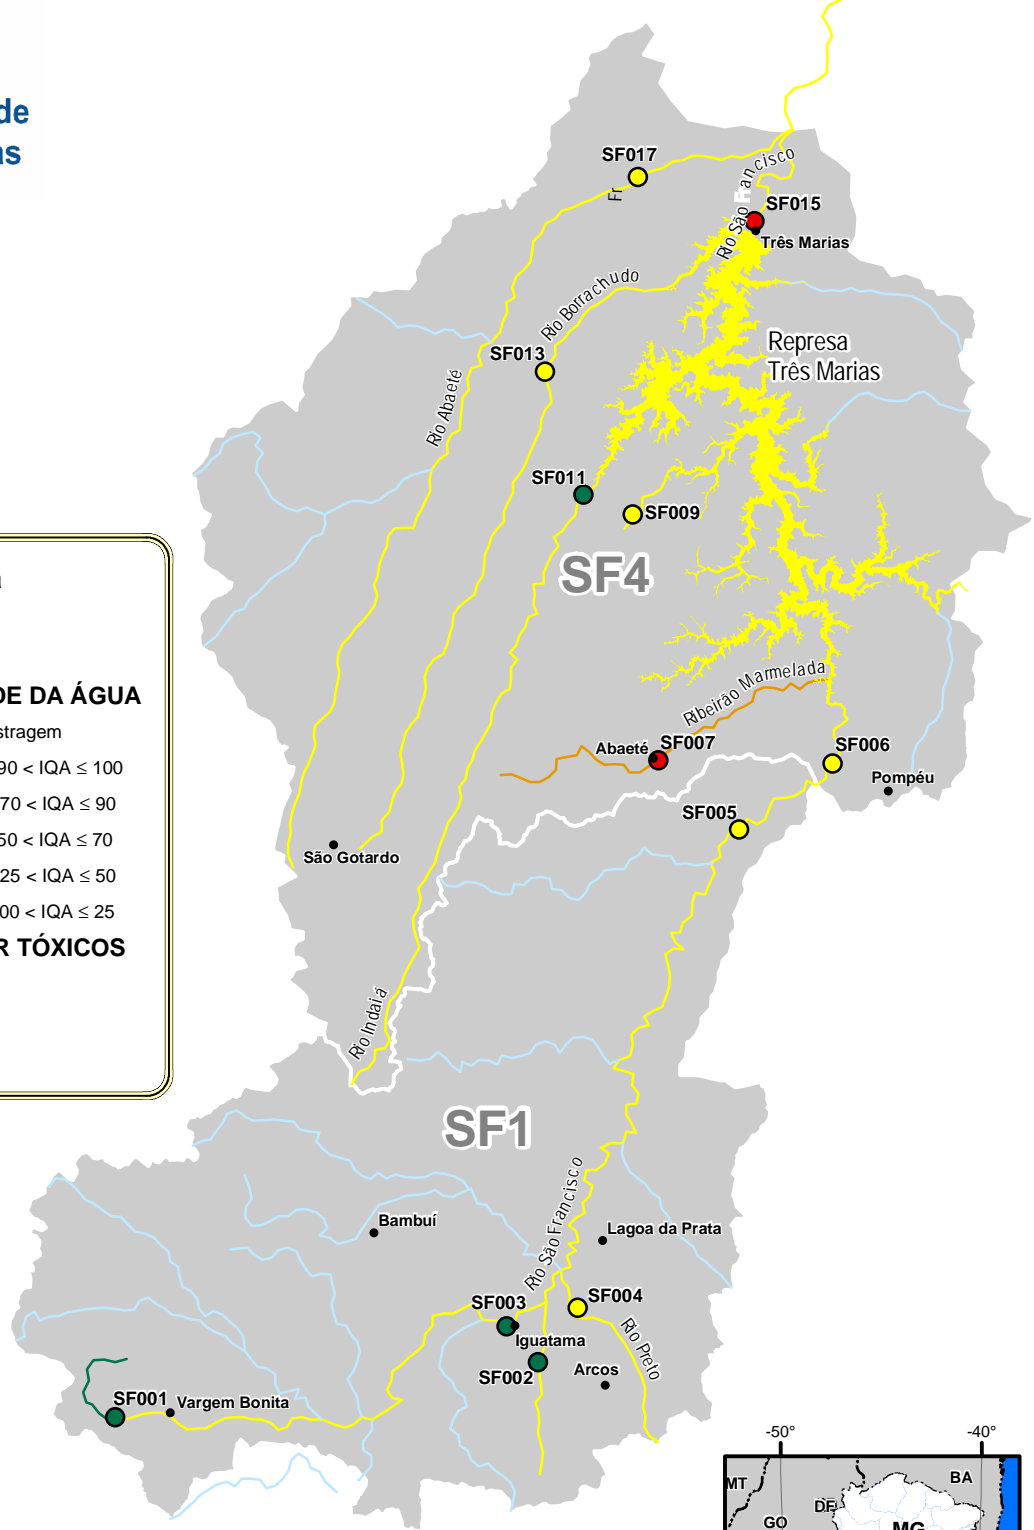 de
as
SF017
Fr
Rio São Francisco
SF015
Três Marias
Rio Borrachudo
Represa
Três Marias
SF013
Rio Abaeté
SF011
SF009
SF4
DE DA ÁGUA
stragem
90 < IQA ≤ 100
70 < IQA ≤ 90
50 < IQA ≤ 70
25 < IQA ≤ 50
00 < IQA ≤ 25
R TÓXICOS
Ribeirão Marmelada
Abaeté
SF007
SF006
Pompéu
SF005
São Gotardo
Rio Indaiá
SF1
Rio São Francisco
Bambuí
Lagoa da Prata
SF003
SF004
Iguatama
Rio Preto
SF002
Arcos
SF001
Vargem Bonita
-50°
-40°
MT
BA
DF
GO
MG